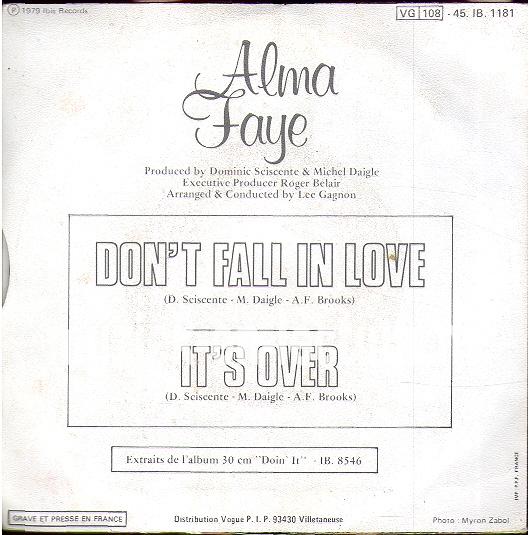 ℗ 1979 Ibis Records
VG 108 - 45. IB. 1181
Alma
Faye
Produced by Dominic Sciscente & Michel Daigle
Executive Producer Roger Belair
Arranged & Conducted by Lee Gagnon
DON'T FALL IN LOVE
(D. Sciscente - M. Daigle - A.F. Brooks)
IT'S OVER
(D. Sciscente - M. Daigle - A.F. Brooks)
Extraits de l'album 30 cm "Doin' It" - IB. 8546
GRAVE ET PRESSE EN FRANCE
Distribution Vogue P. I. P. 93430 Villetaneuse
Photo : Myron Zabol
P.P.F. FRANCE